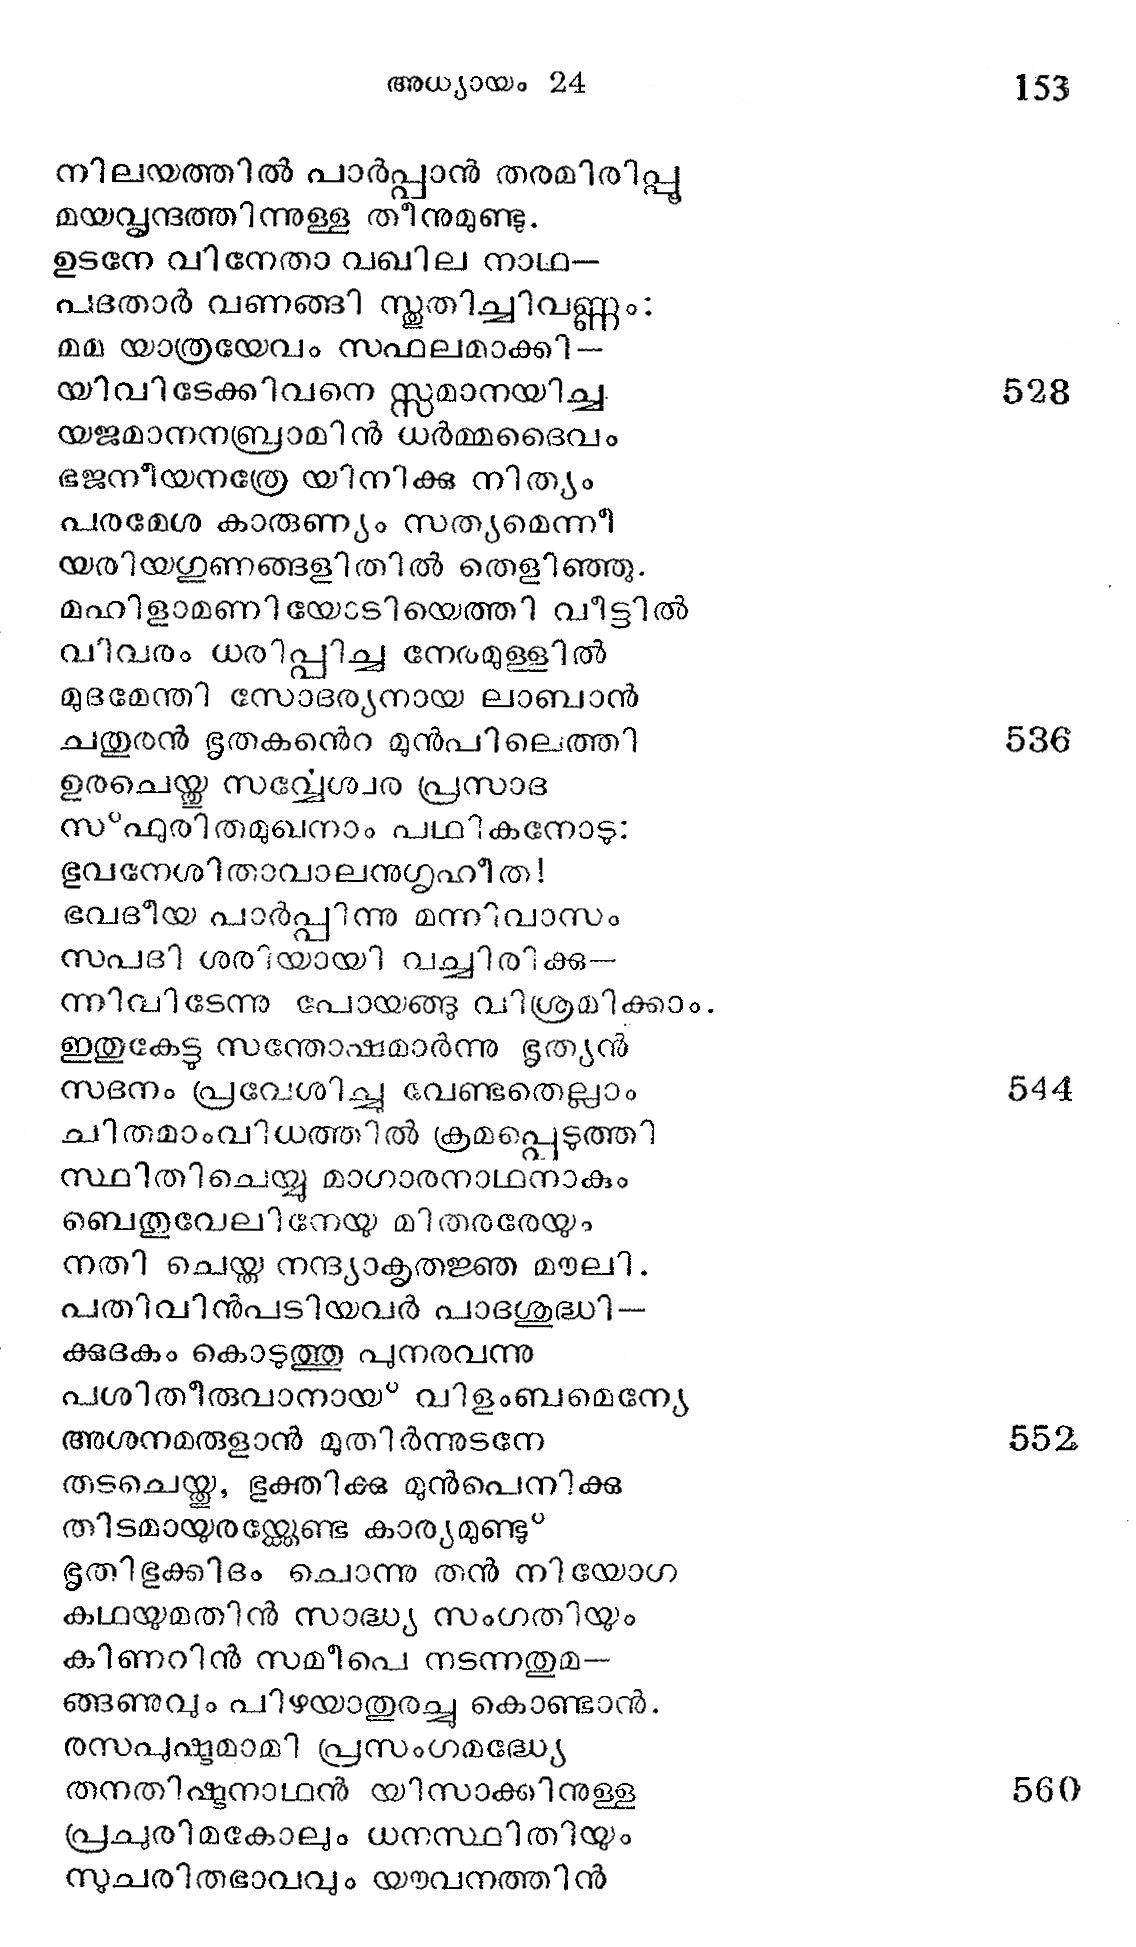 അധ്യായം 24 153
നിലയത്തിൽ പാർപ്പാൻ തരമിരിപ്പൂ
മയവൃന്ദത്തിന്നുള്ള തീനുമുണ്ടു.
ഉടനേ വിനേതാ വഖില നാഥ—
പദതാർ വണങ്ങി സ്തുതിച്ചിവണ്ണം:
മമ യാത്രയേവം സഫലമാക്കി—
യിവിടേക്കിവനെ സ്സമാനയിച്ച 528
യജമാനനബ്രാമിൻ ധർമ്മദൈവം
ഭജനീയനത്രേ യിനിക്കു നിത്യം
പരമേശ കാരുണ്യം സത്യമെന്നീ
യരിയഗുണങ്ങളിതിൽ തെളിഞ്ഞു.
മഹിളാമണിയോടിയെത്തി വീട്ടിൽ
വിവരം ധരിപ്പിച്ച നേരമുള്ളിൽ
മുദമേന്തി സോദര്യനായ ലാബാൻ
ചതുരൻ ഭൃതകൻെറ മുൻപിലെത്തി 536
ഉരചെയ്തു സർവ്വേശ്വര പ്രസാദ
സ്ഫുരിതമുഖനാം പഥികനോടു:
ഭുവനേശിതാവാലനുഗൃഹീത!
ഭവദീയ പാർപ്പിന്നു മന്നിവാസം
സപദി ശരിയായി വച്ചിരിക്കു—
ന്നിവിടേന്നു പോയങ്ങു വിശ്രമിക്കാം.
ഇതുകേട്ടു സന്തോഷമാർന്നു ഭൃത്യൻ
സദനം പ്രവേശിച്ചു വേണ്ടതെല്ലാം 544
ചിതമാംവിധത്തിൽ ക്രമപ്പെടുത്തി
സ്ഥിതിചെയ്യു മാഗാരനാഥനാകും
ബെതുവേലിനേയു മിതരരേയും
നതി ചെയ്തു നന്ദ്യാകൃതജ്ഞ മൗലി.
പതിവിൻപടിയവർ പാദശുദ്ധി—
ക്കുദകം കൊടുത്തു പുനരവന്നു
പശിതീരുവാനായ് വിളംബമെന്യേ
അശനമരുളാൻ മുതിർന്നുടനേ 552
തടചെയ്തു, ഭുക്തിക്കു മുൻപെനിക്കു
തിടമായുരയ്ക്കേണ്ട കാര്യമുണ്ടു്
ഭൃതിഭുക്കിദം ചൊന്നു തൻ നിയോഗ
കഥയുമതിൻ സാദ്ധ്യ സംഗതിയും
കിണറിൻ സമീപെ നടന്നതുമ—
ങ്ങണുവും പിഴയാതുരച്ചു കൊണ്ടാൻ.
രസപുഷ്ടമാമി പ്രസംഗമദ്ധ്യേ
തനതിഷ്ടനാഥൻ യിസാക്കിനുള്ള 560
പ്രചുരിമകോലും ധനസ്ഥിതിയും
സുചരിതഭാവവും യൗവനത്തിൻ